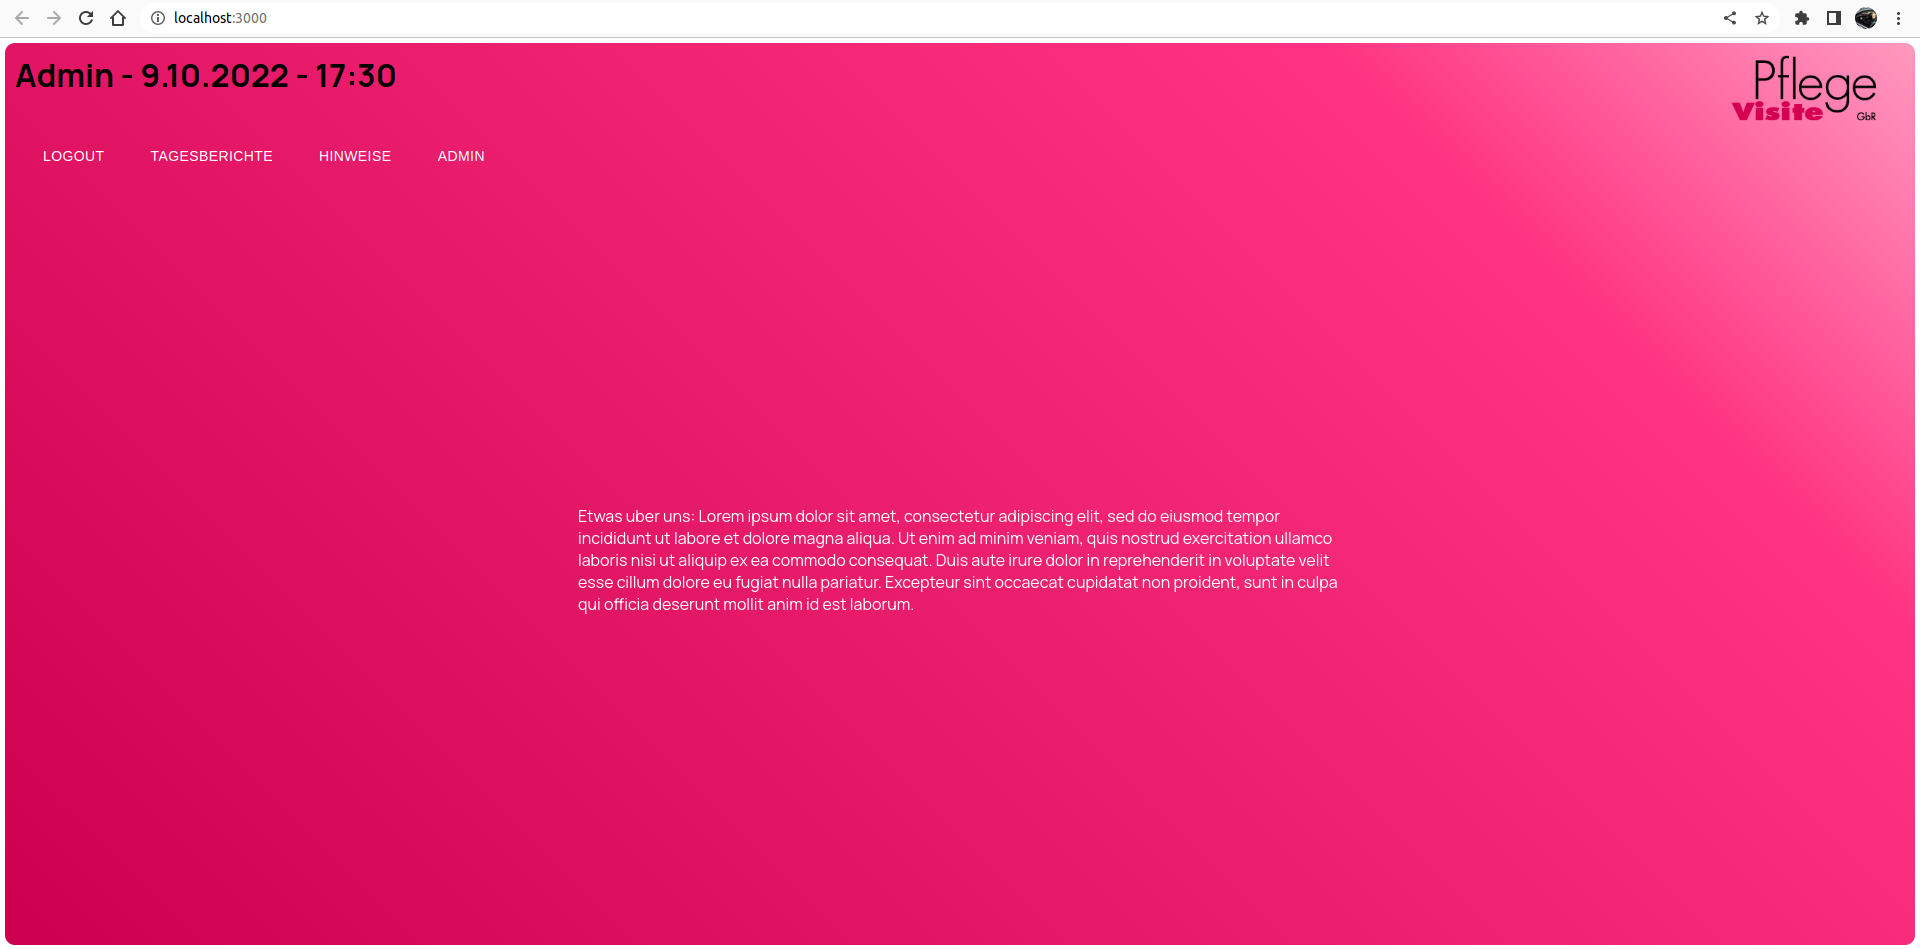 localhost:3000
Admin - 9.10.2022 - 17:30
Pflege
Visite GbR
LOGOUT TAGESBERICHTE HINWEISE ADMIN
Etwas uber uns: Lorem ipsum dolor sit amet, consectetur adipiscing elit, sed do eiusmod tempor
incididunt ut labore et dolore magna aliqua. Ut enim ad minim veniam, quis nostrud exercitation ullamco
laboris nisi ut aliquip ex ea commodo consequat. Duis aute irure dolor in reprehenderit in voluptate velit
esse cillum dolore eu fugiat nulla pariatur. Excepteur sint occaecat cupidatat non proident, sunt in culpa
qui officia deserunt mollit anim id est laborum.